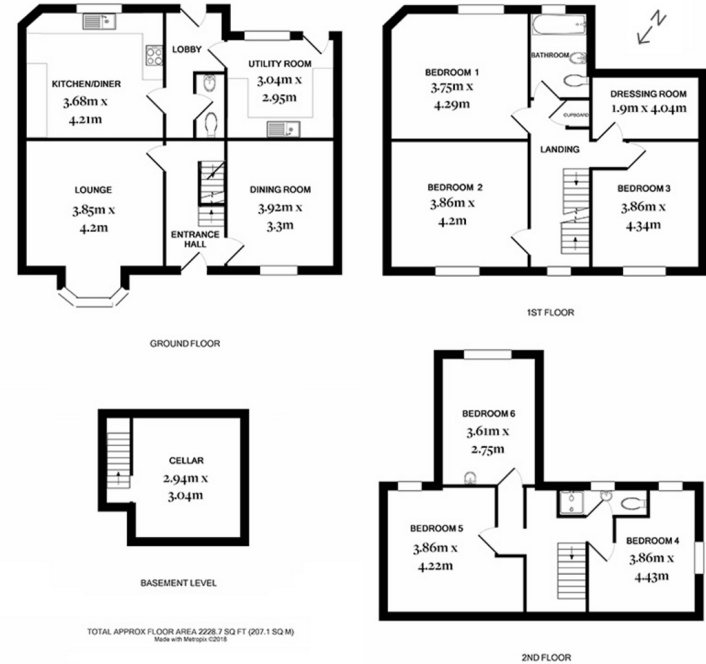 KITCHEN/DINER
3.68m x
4.21m
LOBBY
UTILITY ROOM
3.04m x
2.95m
LOUNGE
3.85m x
4.2m
ENTRANCE
HALL
DINING ROOM
3.92m x
3.3m
GROUND FLOOR
N
BEDROOM 1
3.75m x
4.29m
BATHROOM
CUPBOARD
DRESSING ROOM
1.9m x 4.04m
LANDING
BEDROOM 2
3.86m x
4.2m
BEDROOM 3
3.86m x
4.34m
1ST FLOOR
CELLAR
2.94m x
3.04m
BASEMENT LEVEL
BEDROOM 6
3.61m x
2.75m
BEDROOM 5
3.86m x
4.22m
BEDROOM 4
3.86m x
4.43m
2ND FLOOR
TOTAL APPROX FLOOR AREA 2228.7 SQ FT (207.1 SQ M)
Made with Metropix ©2018